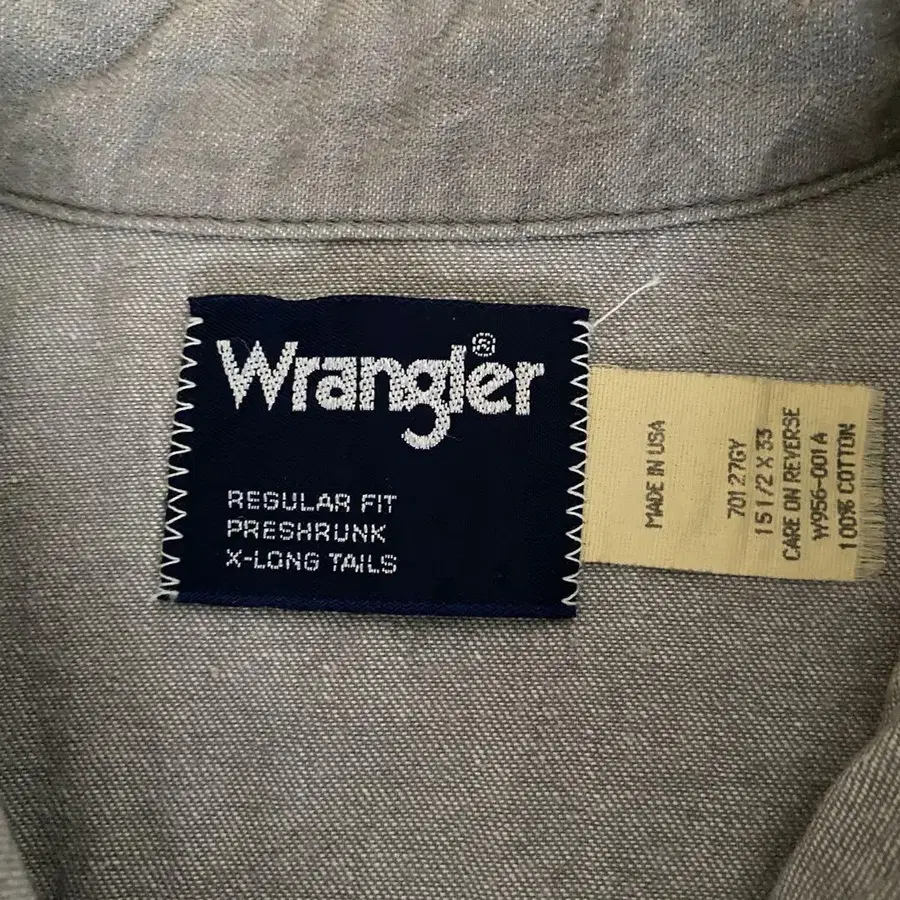 Wrangler®
REGULAR FIT
PRESHRUNK
X-LONG TAILS
MADE IN USA
70127GY
15 1/2 X 33
CARE ON REVERSE
W956-001A
100% COTTON